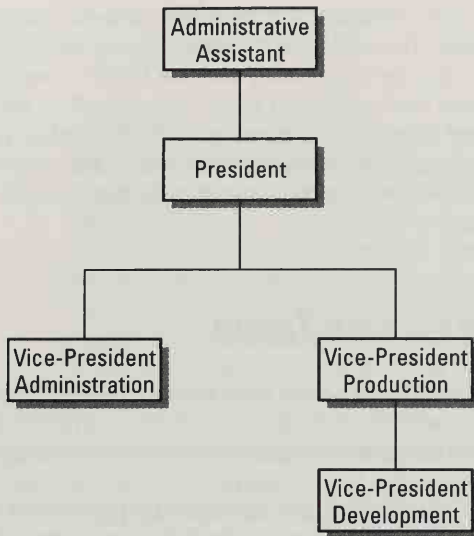 Administrative
Assistant
President
Vice-President
Administration
Vice-President
Production
Vice-President
Development